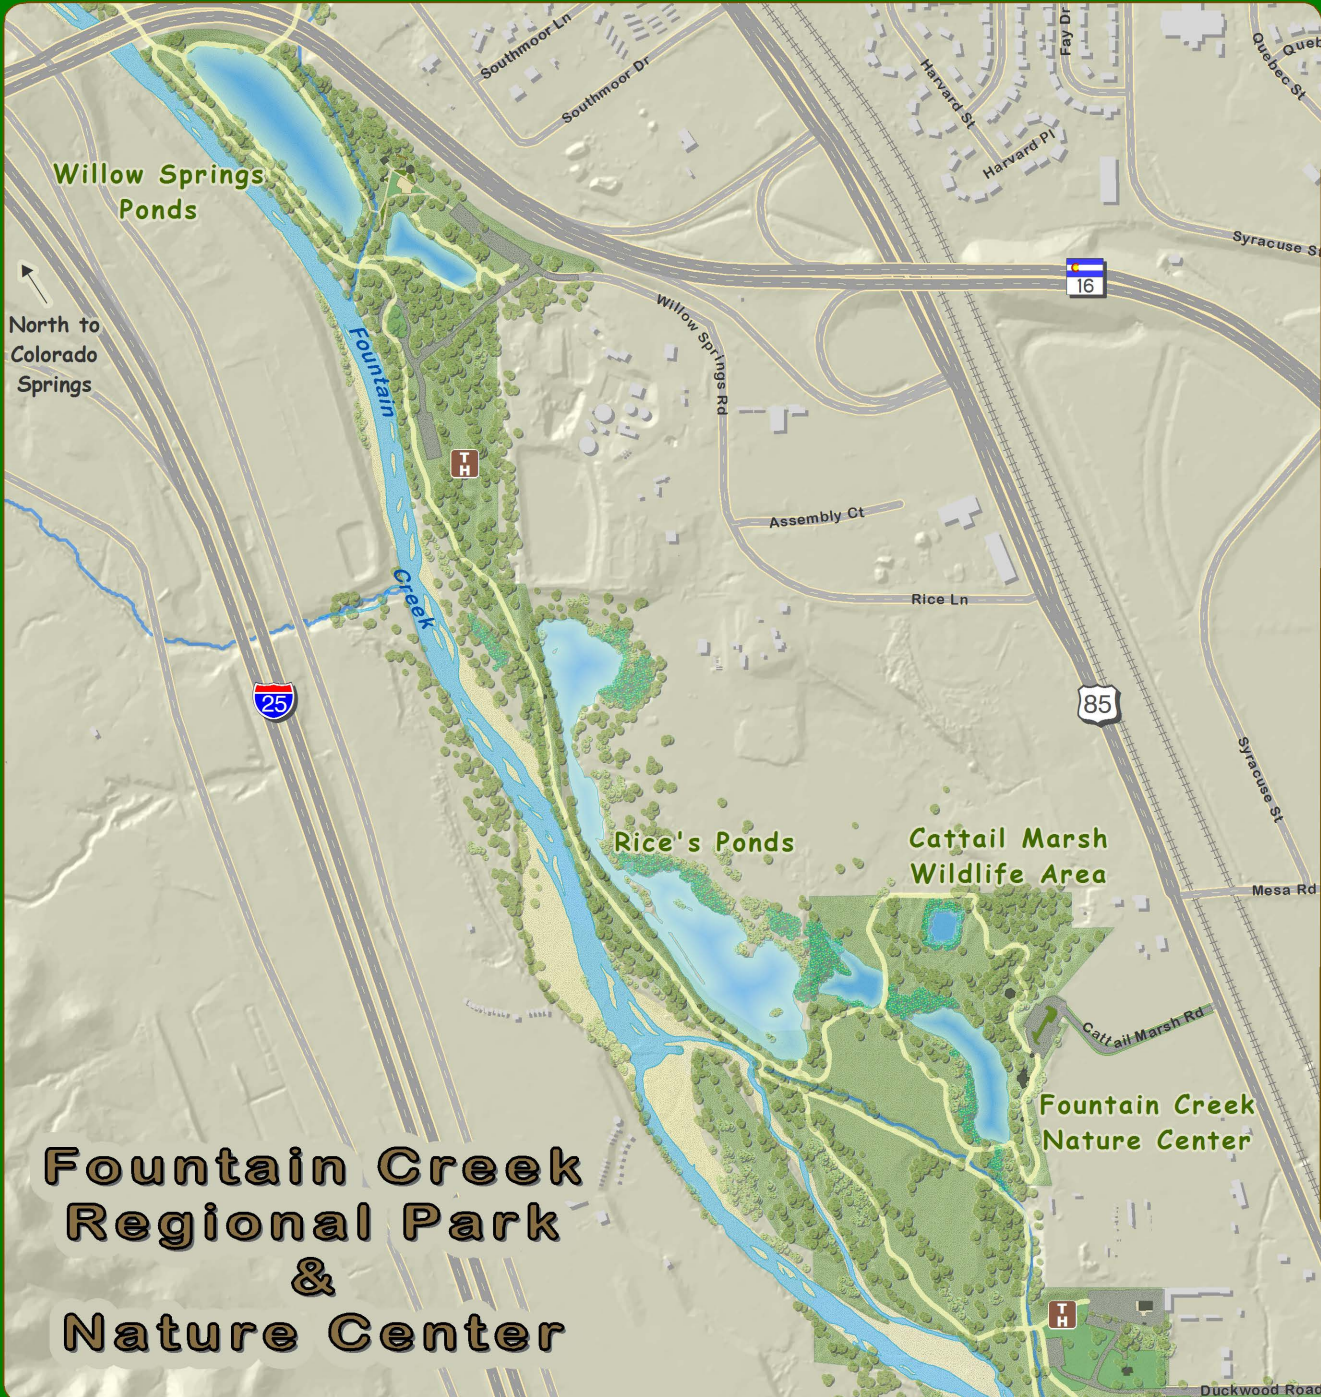 Southmoor Ln
Southmoor Dr
Fay Dr
Harvard St
Harvard Pl
Quebec St
Queb
Syracuse St
Willow Springs
Ponds
16
North to
Colorado
Springs
Willow Springs Rd
Fountain
Creek
T
H
Assembly Ct
Rice Ln
25
85
Syracuse St
Rice's Ponds
Cattail Marsh
Wildlife Area
Mesa Rd
Cattail Marsh Rd
Fountain Creek
Nature Center
Fountain Creek
Regional Park
&
Nature Center
T
H
Duckwood Road